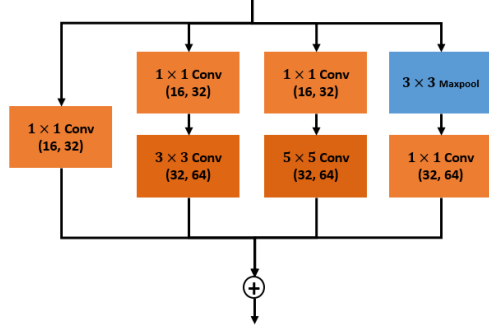 1 × 1 Conv
(16, 32)
1 × 1 Conv
(16, 32)
1 × 1 Conv
(16, 32)
3 × 3 Maxpool
3 × 3 Conv
(32, 64)
5 × 5 Conv
(32, 64)
1 × 1 Conv
(32, 64)
+